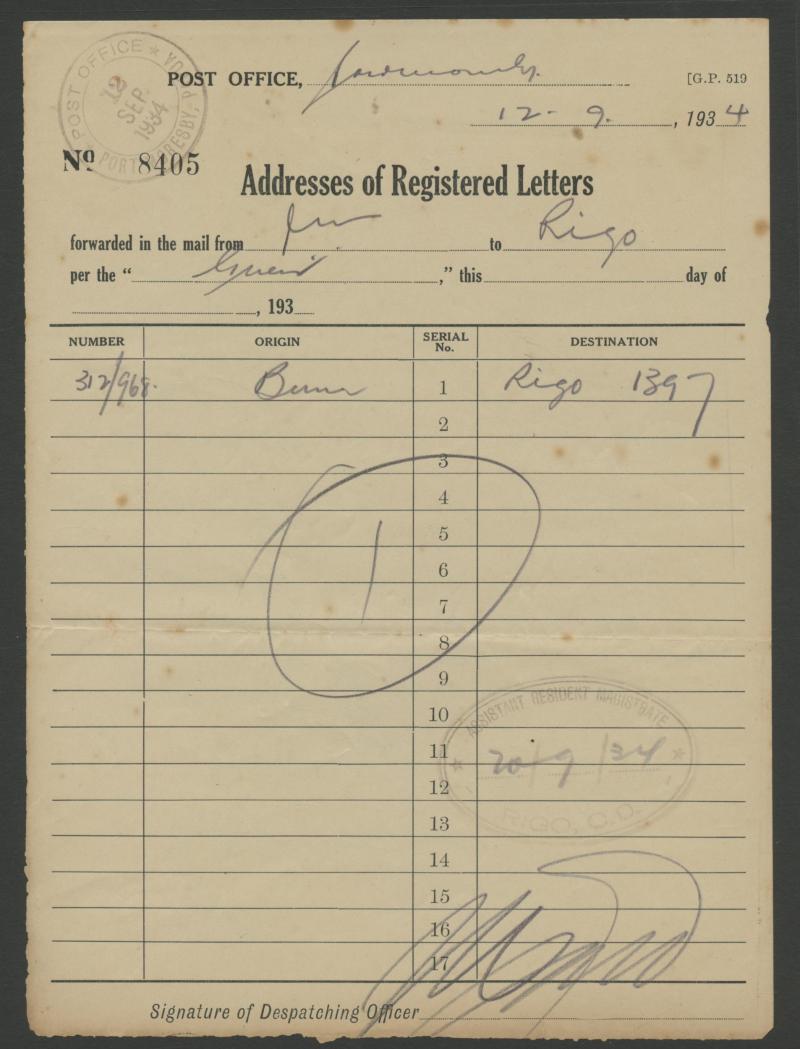 POST OFFICE ★ PORT MORESBY, PAPUA
12 SEP. 1934
POST OFFICE,
[G.P. 519
12-9. , 1934
Nº 8405
Addresses of Registered Letters
forwarded in the mail from to Rigo
per the “ ,” this day of
, 193
NUMBER ORIGIN SERIAL No. DESTINATION
312/968. 1 Rigo 1397
2
3
4
5
6
7
8
9
10
11
12
13
14
15
16
17
1
ASSISTANT RESIDENT MAGISTRATE
20/9/34
RIGO, C.D.
Signature of Despatching Officer